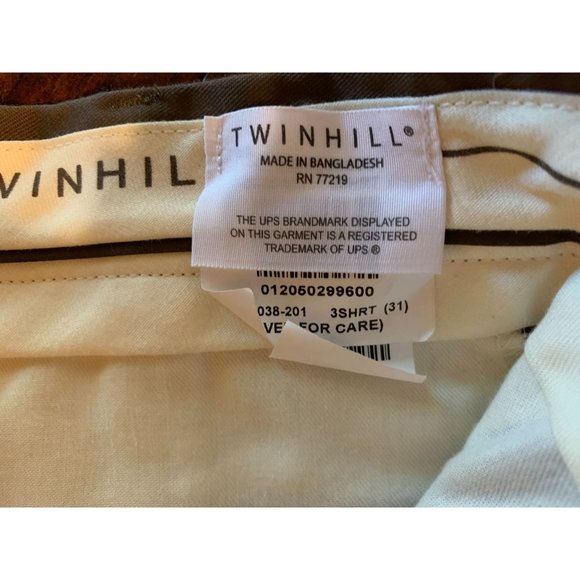 TWINHILL®
MADE IN BANGLADESH
RN 77219
THE UPS BRANDMARK DISPLAYED
ON THIS GARMENT IS A REGISTERED
TRADEMARK OF UPS ®
VINHIL
012050299600
038-201 3SHRT (31)
VER FOR CARE)